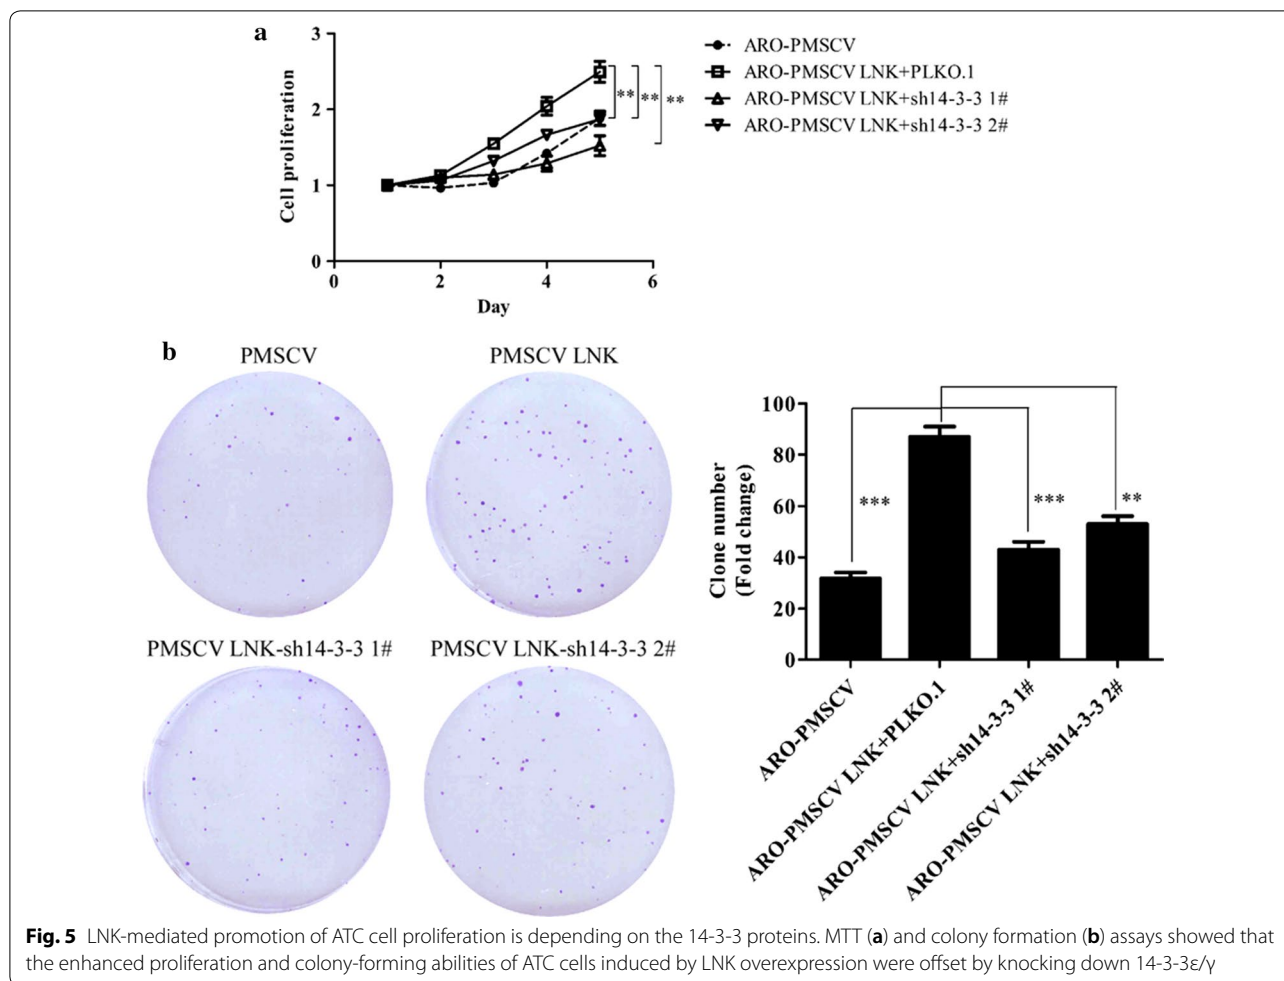 a
3
2
1
0
Cell proliferation
0 2 4 6
Day
** ** **
ARO-PMSCV
ARO-PMSCV LNK+PLKO.1
ARO-PMSCV LNK+sh14-3-3 1#
ARO-PMSCV LNK+sh14-3-3 2#
b
PMSCV PMSCV LNK
PMSCV LNK-sh14-3-3 1# PMSCV LNK-sh14-3-3 2#
Clone number
(Fold change)
100
80
60
40
20
0
*** *** **
ARO-PMSCV
ARO-PMSCV LNK+PLKO.1
ARO-PMSCV LNK+sh14-3-3 1#
ARO-PMSCV LNK+sh14-3-3 2#
Fig. 5 LNK-mediated promotion of ATC cell proliferation is depending on the 14-3-3 proteins. MTT (a) and colony formation (b) assays showed that
the enhanced proliferation and colony-forming abilities of ATC cells induced by LNK overexpression were offset by knocking down 14-3-3ε/γ